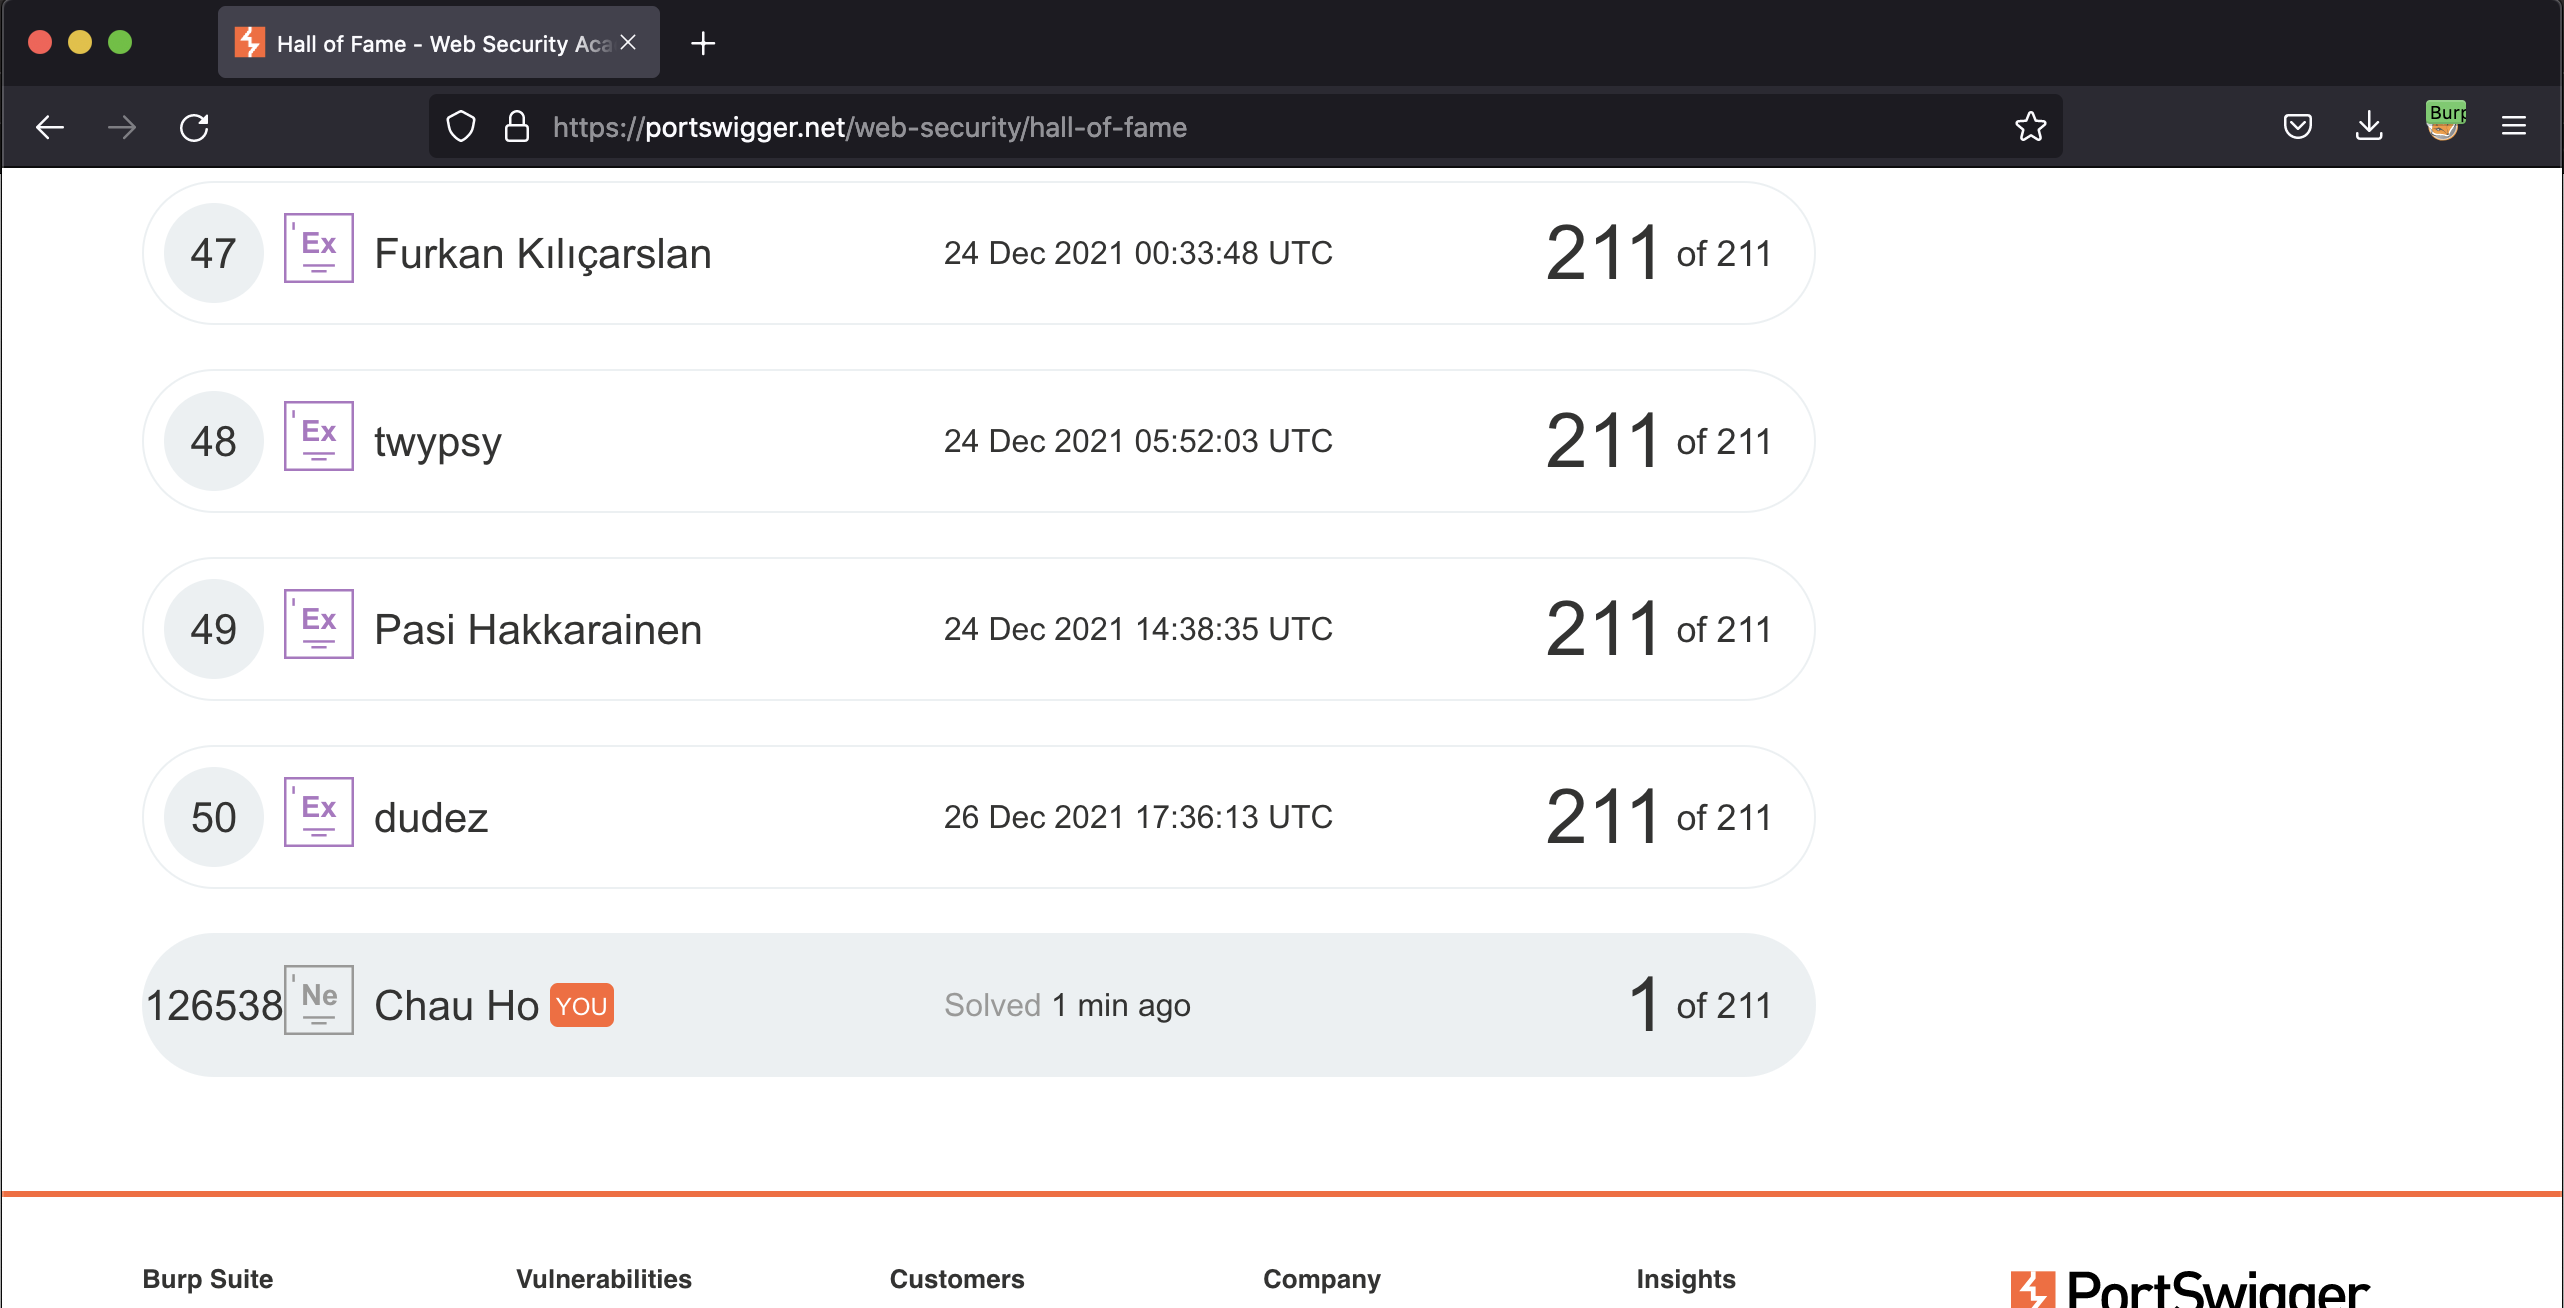 Hall of Fame - Web Security Aca
https://portswigger.net/web-security/hall-of-fame
Burp
47 Ex Furkan Kılıçarslan 24 Dec 2021 00:33:48 UTC 211 of 211
48 Ex twypsy 24 Dec 2021 05:52:03 UTC 211 of 211
49 Ex Pasi Hakkarainen 24 Dec 2021 14:38:35 UTC 211 of 211
50 Ex dudez 26 Dec 2021 17:36:13 UTC 211 of 211
126538 Ne Chau Ho YOU Solved 1 min ago 1 of 211
Burp Suite Vulnerabilities Customers Company Insights PortSwigger